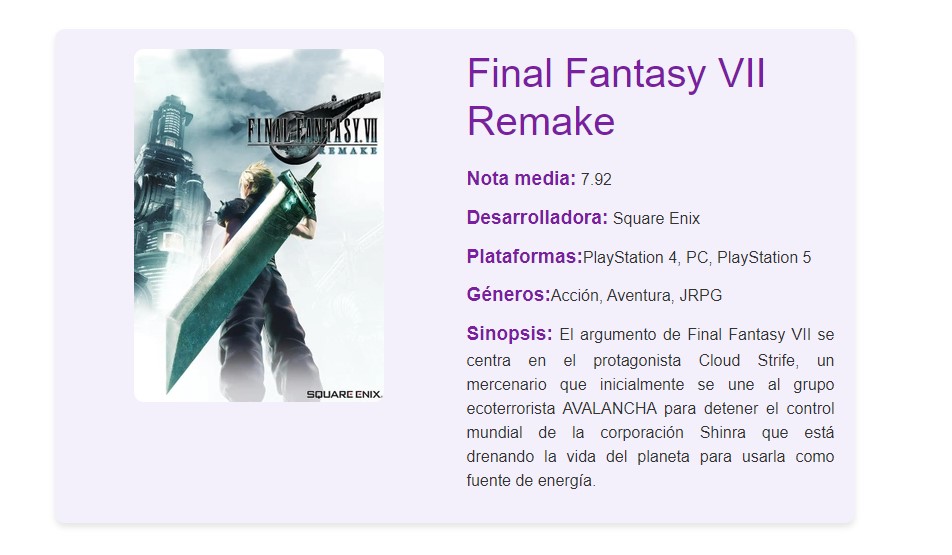 FINAL FANTASY VII
REMAKE
SQUARE ENIX
Final Fantasy VII
Remake
Nota media: 7.92
Desarrolladora: Square Enix
Plataformas:PlayStation 4, PC, PlayStation 5
Géneros:Acción, Aventura, JRPG
Sinopsis: El argumento de Final Fantasy VII se
centra en el protagonista Cloud Strife, un
mercenario que inicialmente se une al grupo
ecoterrorista AVALANCHA para detener el control
mundial de la corporación Shinra que está
drenando la vida del planeta para usarla como
fuente de energía.